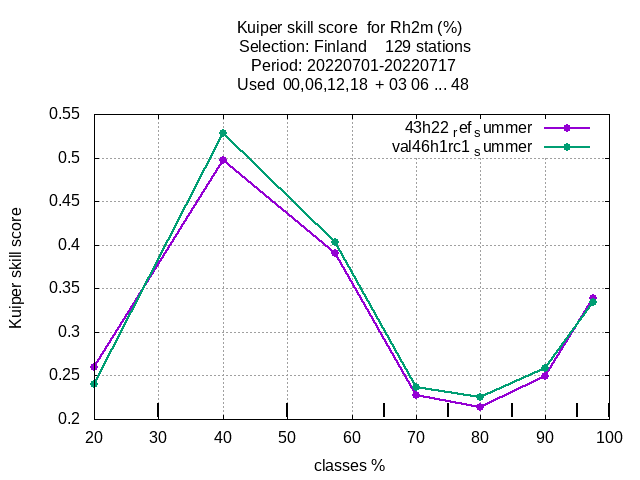 Kuiper skill score for Rh2m (%)
Selection: Finland 129 stations
Period: 20220701-20220717
Used 00,06,12,18 + 03 06 ... 48
43h22 ref summer
val46h1rc1 summer
0.55
0.5
0.45
0.4
0.35
0.3
0.25
0.2
Kuiper skill score
20 30 40 50 60 70 80 90 100
classes %